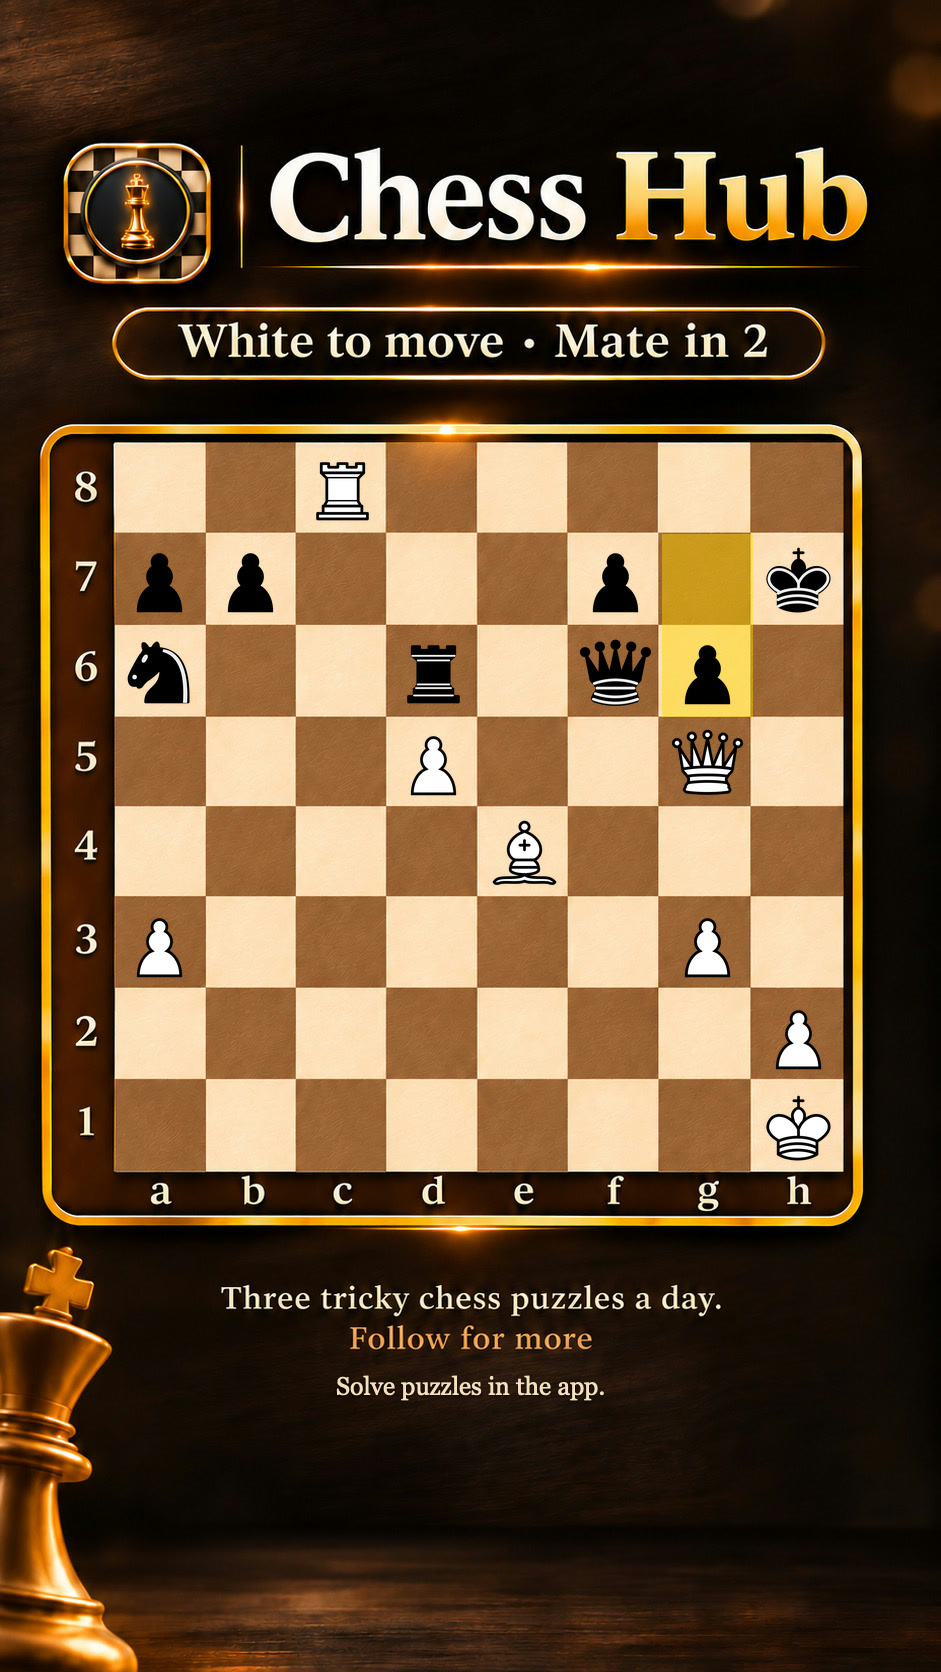 Chess Hub
White to move • Mate in 2
8
7
6
5
4
3
2
1
a b c d e f g h
Three tricky chess puzzles a day.
Follow for more
Solve puzzles in the app.